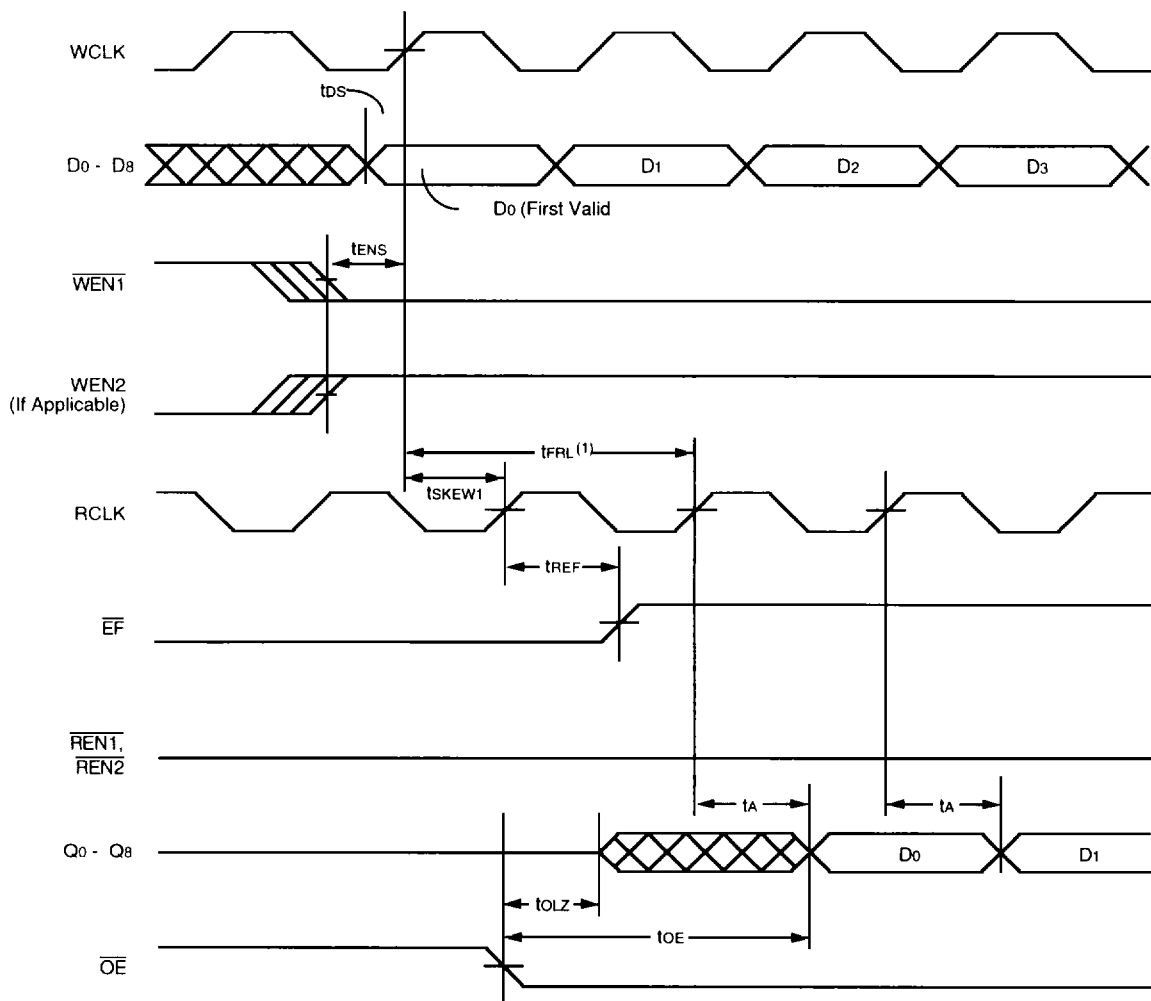 WCLK
tDS
D0 - D8
D1
D2
D3
D0 (First Valid
tENS
WEN1
WEN2
(If Applicable)
tFRL(1)
tSKEW1
RCLK
tREF
EF
REN1,
REN2
tA
tA
Q0 - Q8
D0
D1
tOLZ
tOE
OE